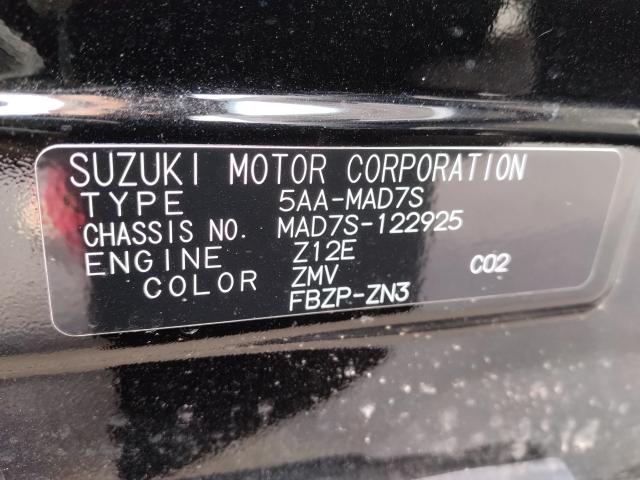 SUZUKI MOTOR CORPORATION
TYPE 5AA-MAD7S
CHASSIS NO. MAD7S-122925
ENGINE Z12E
COLOR ZMV C02
FBZP-ZN3